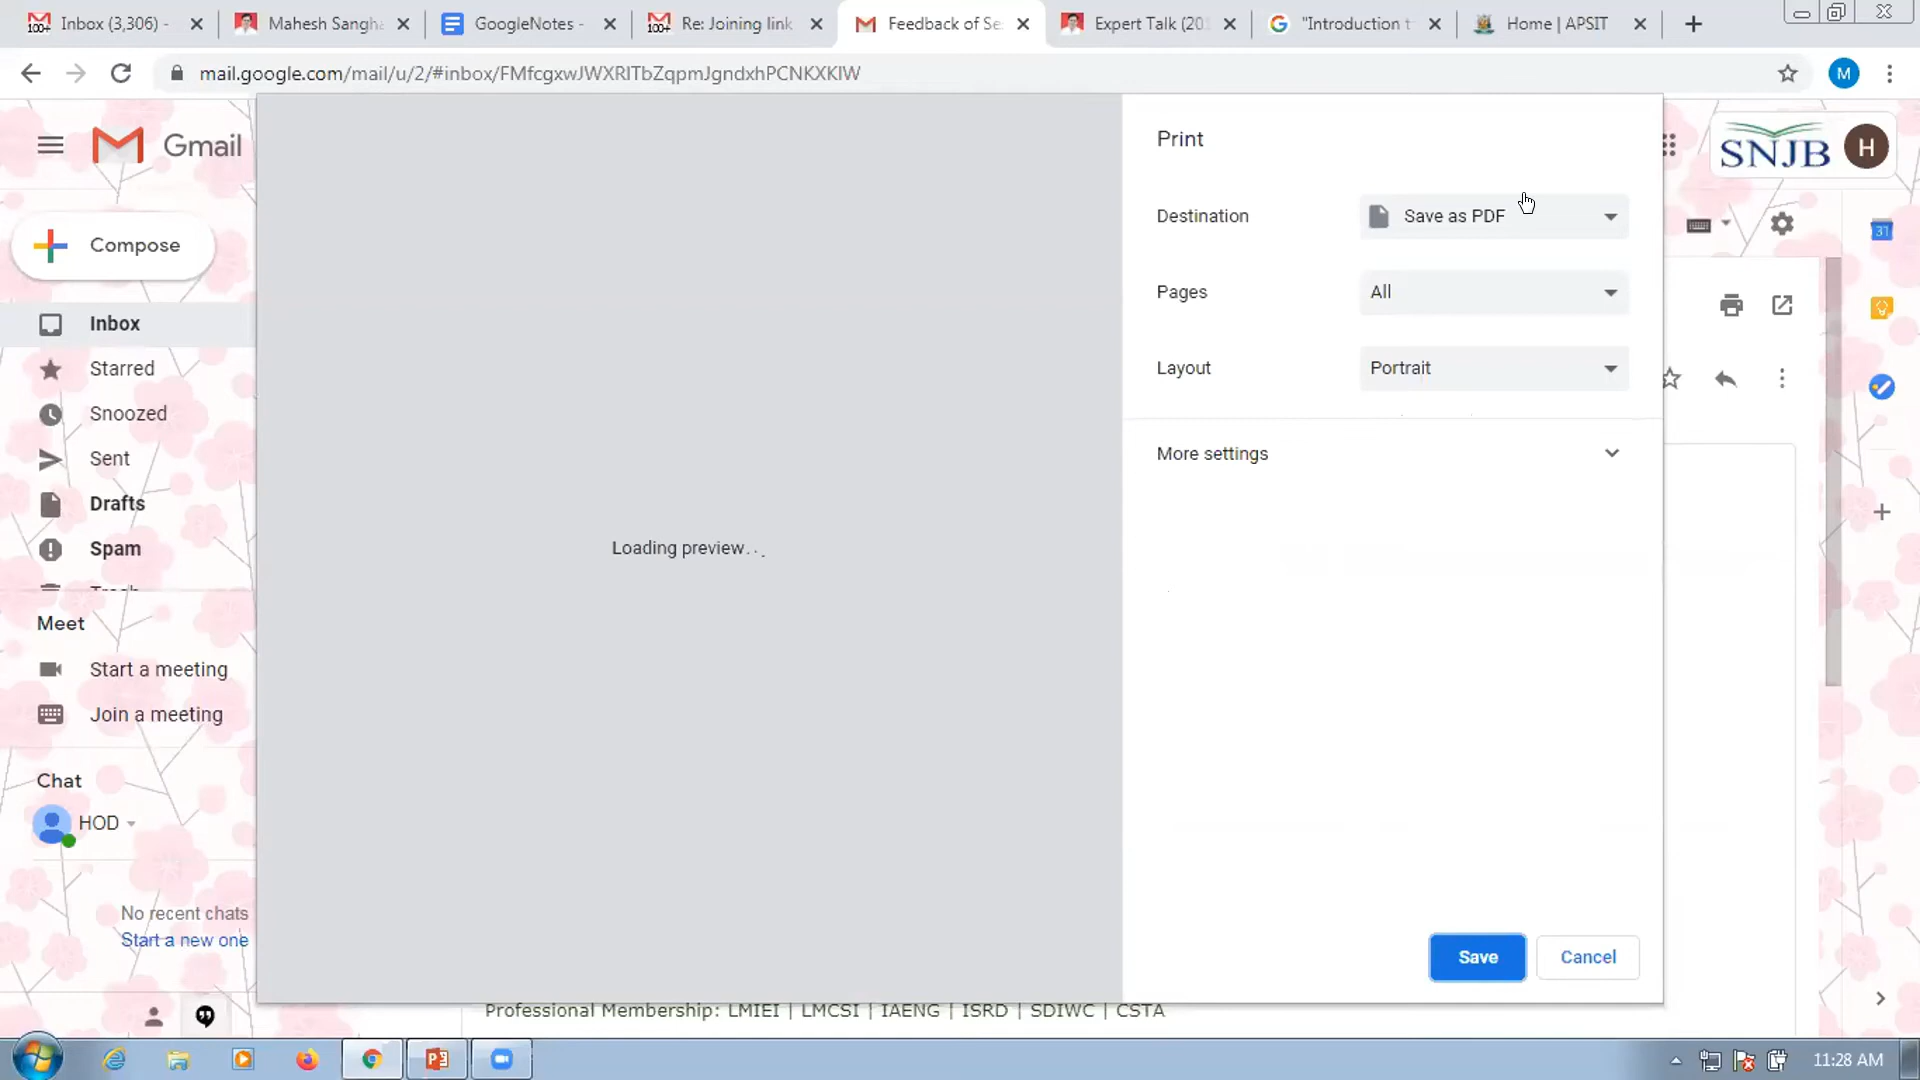 Inbox (3,306) -
Mahesh Sangha
GoogleNotes -
Re: Joining link
Feedback of Se
Expert Talk (20
"Introduction t
Home | APSIT
mail.google.com/mail/u/2/#inbox/FMfcgxwJWXRITbZqpmJgndxhPCNKXKlW
M
Gmail
SNJB
H
Compose
Inbox
Starred
Snoozed
Sent
Drafts
Spam
Trash
Meet
Start a meeting
Join a meeting
Chat
HOD
No recent chats
Start a new one
Loading preview...
Print
Destination
Save as PDF
Pages
All
Layout
Portrait
More settings
Save
Cancel
31
Professional Membership: LMIEI | LMCSI | IAENG | ISRD | SDIWC | CSTA
11:28 AM